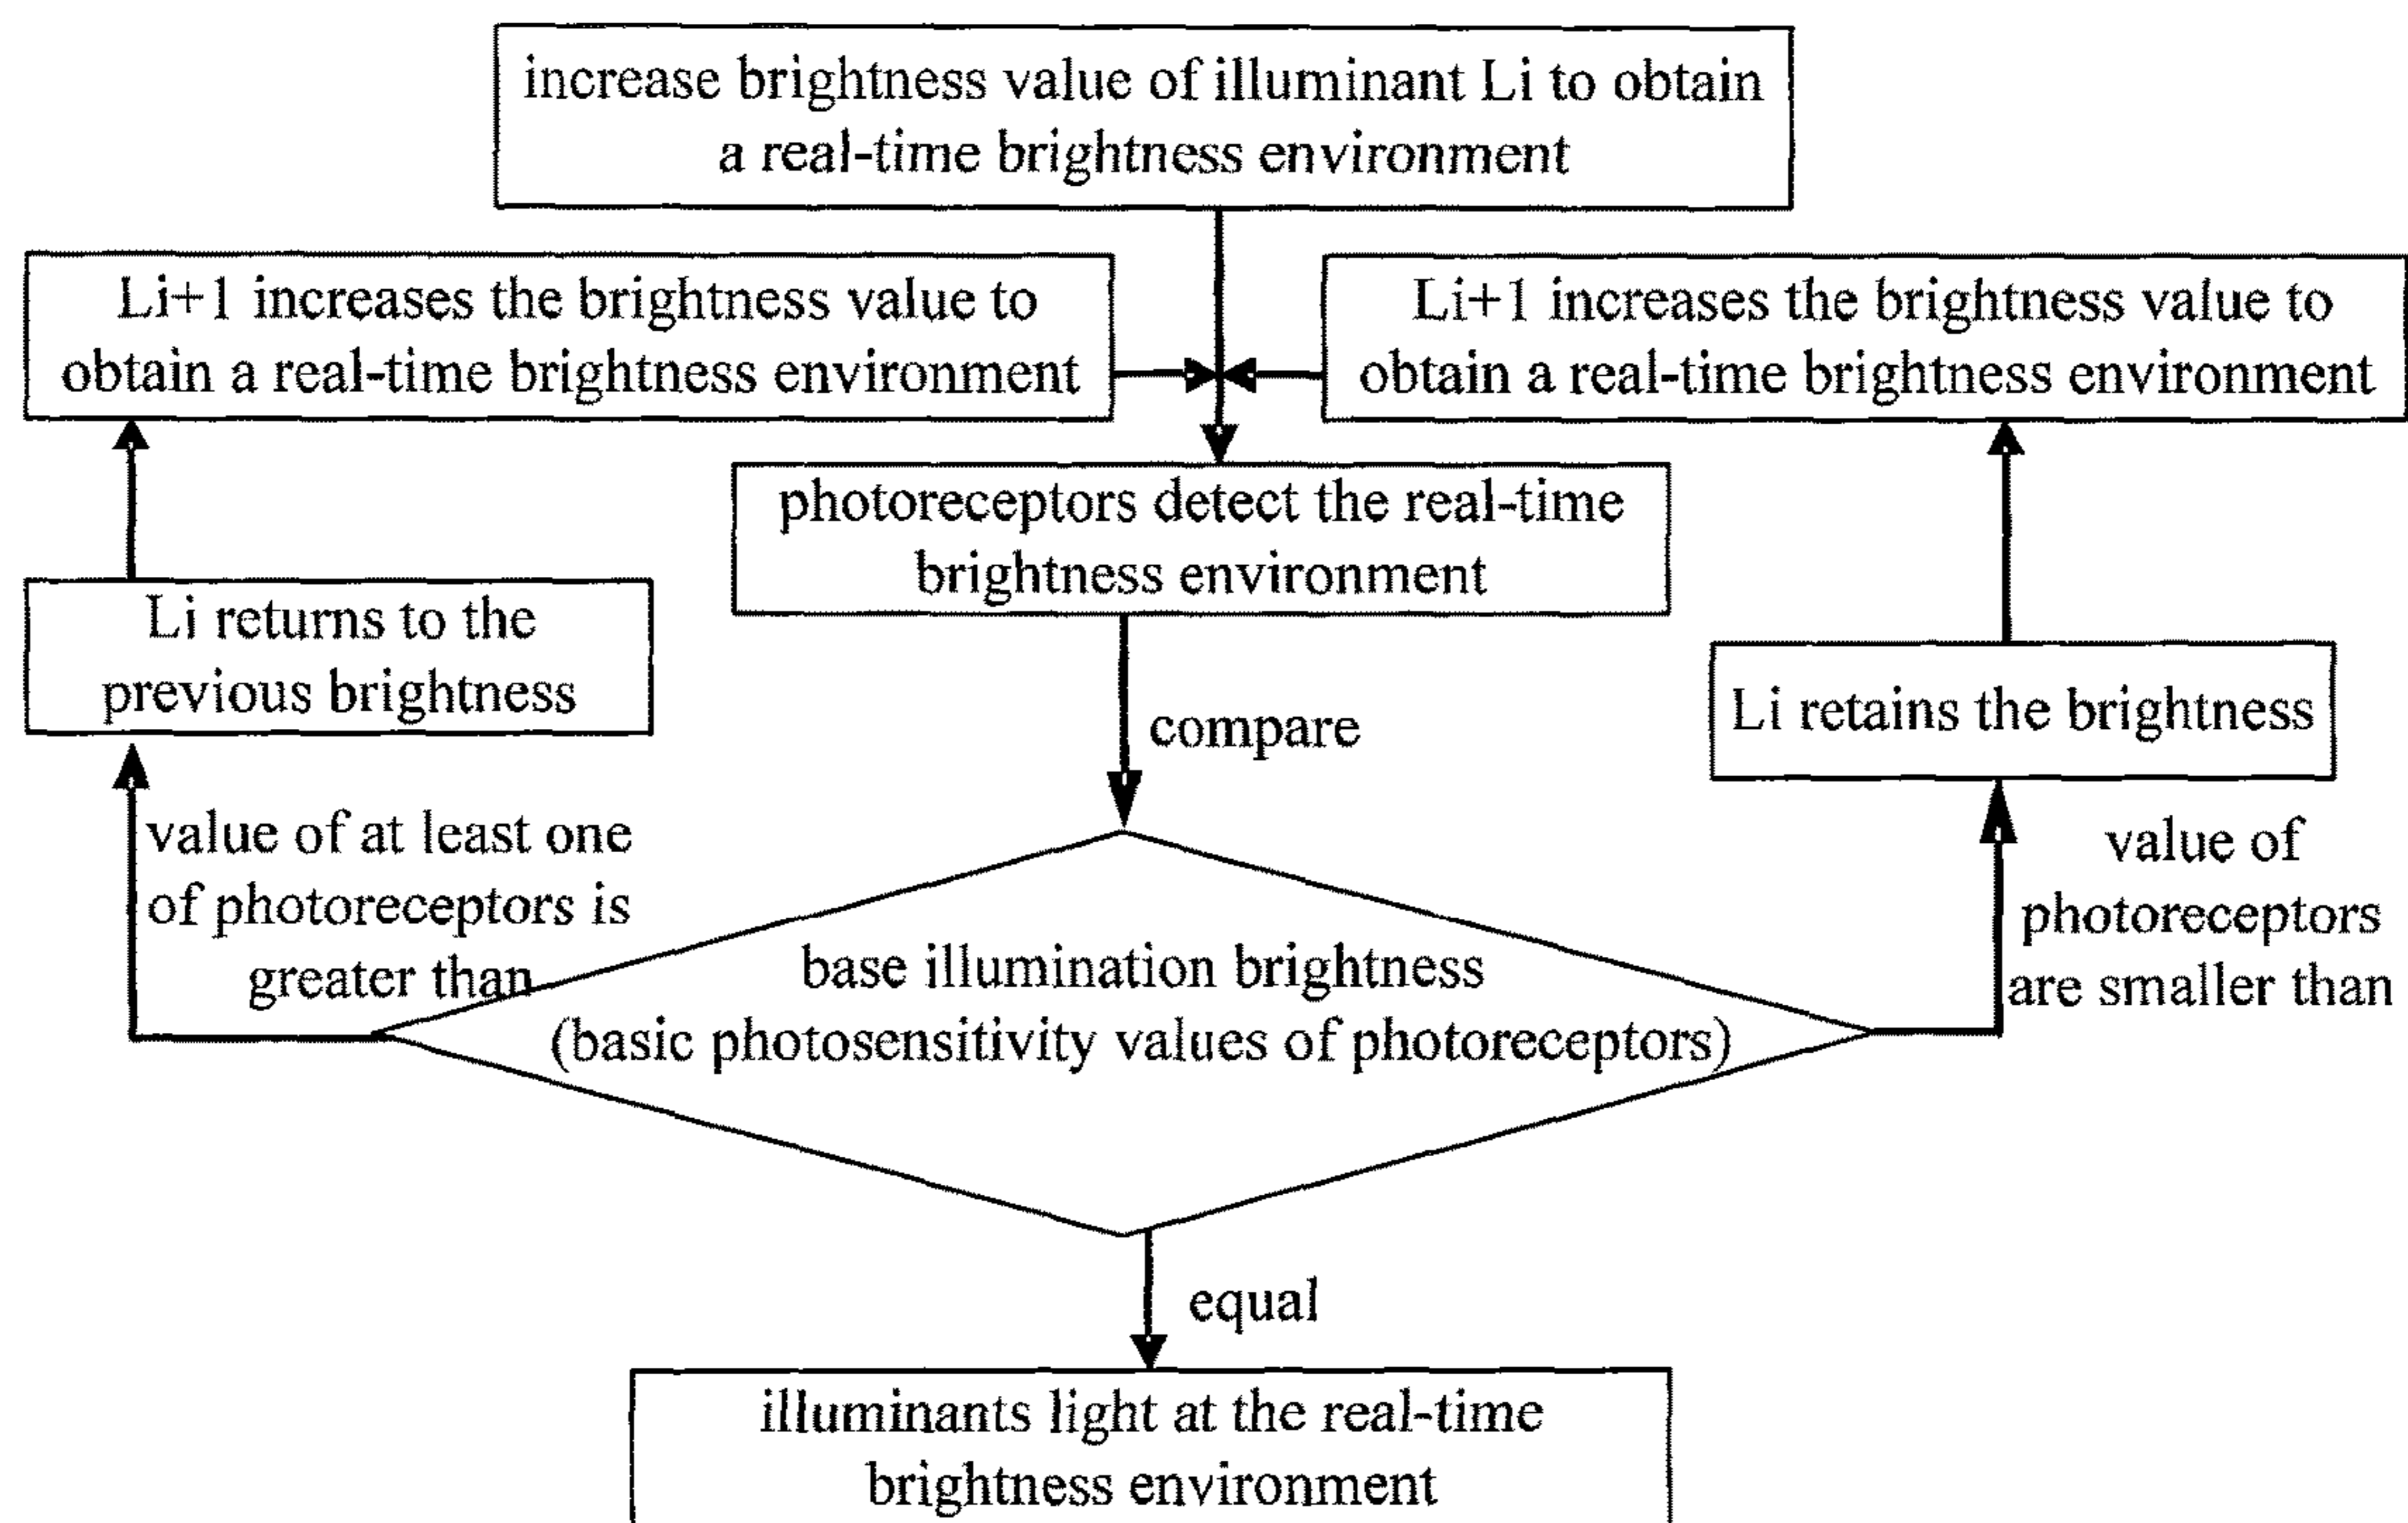 increase brightness value of illuminant Li to obtain
a real-time brightness environment
Li+1 increases the brightness value to
obtain a real-time brightness environment
Li+1 increases the brightness value to
obtain a real-time brightness environment
photoreceptors detect the real-time
brightness environment
Li returns to the
previous brightness
Li retains the brightness
compare
value of at least one
of photoreceptors is
greater than
value of
photoreceptors
are smaller than
base illumination brightness
(basic photosensitivity values of photoreceptors)
equal
illuminants light at the real-time
brightness environment